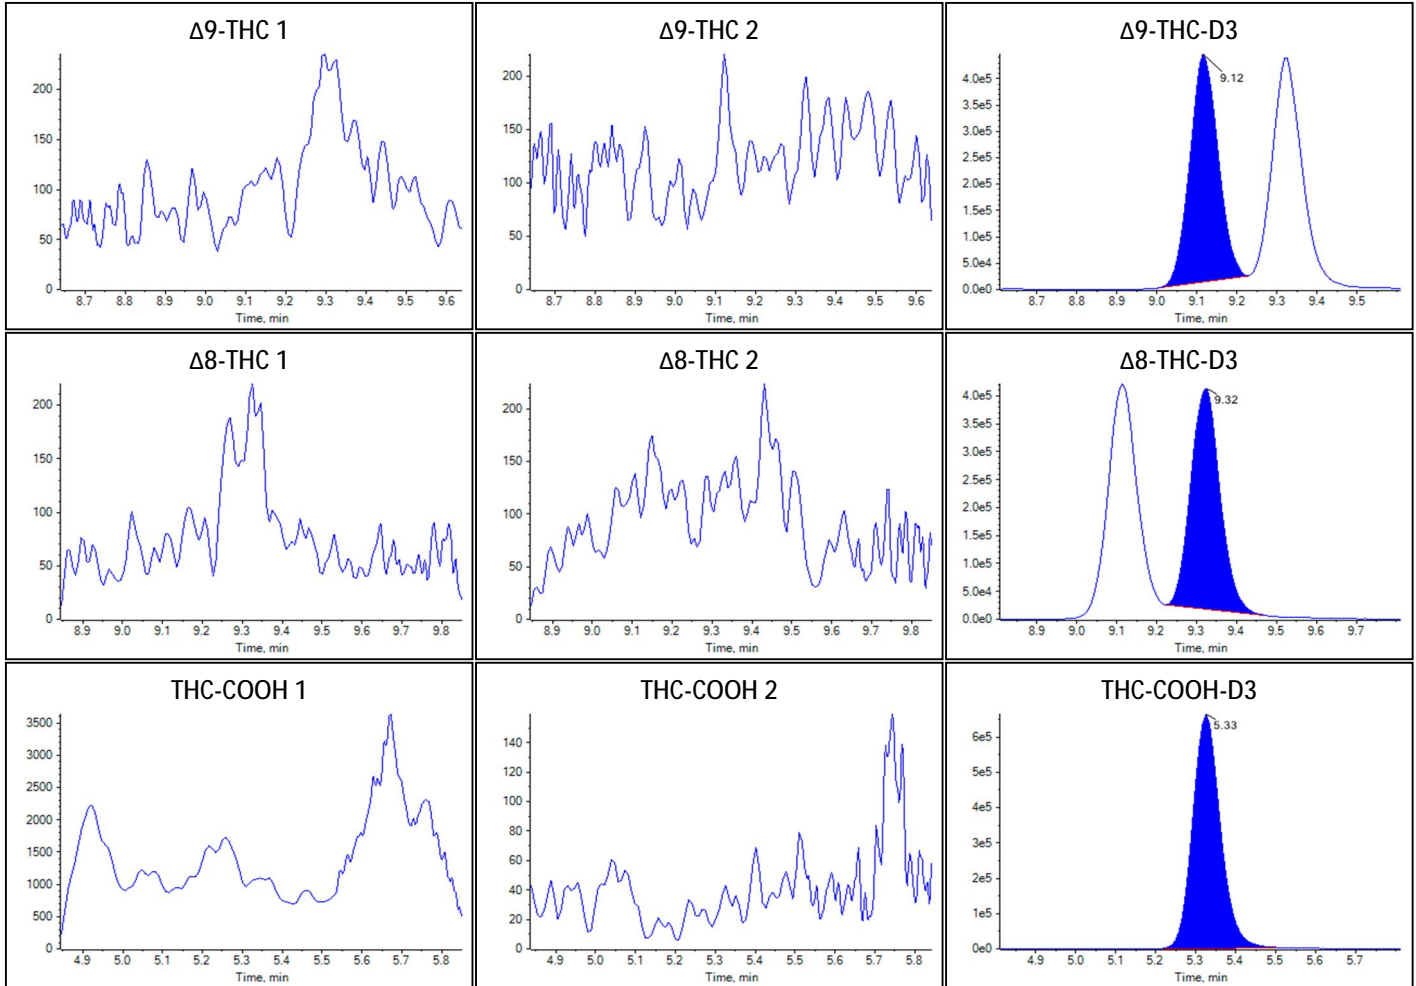 Δ9-THC 1
200
150
100
50
0
8.7 8.8 8.9 9.0 9.1 9.2 9.3 9.4 9.5 9.6
Time, min
Δ9-THC 2
200
150
100
50
0
8.7 8.8 8.9 9.0 9.1 9.2 9.3 9.4 9.5 9.6
Time, min
Δ9-THC-D3
9.12
4.0e5
3.5e5
3.0e5
2.5e5
2.0e5
1.5e5
1.0e5
5.0e4
0.0e0
8.7 8.8 8.9 9.0 9.1 9.2 9.3 9.4 9.5
Time, min
Δ8-THC 1
200
150
100
50
0
8.9 9.0 9.1 9.2 9.3 9.4 9.5 9.6 9.7 9.8
Time, min
Δ8-THC 2
200
150
100
50
0
8.9 9.0 9.1 9.2 9.3 9.4 9.5 9.6 9.7 9.8
Time, min
Δ8-THC-D3
9.32
4.0e5
3.5e5
3.0e5
2.5e5
2.0e5
1.5e5
1.0e5
5.0e4
0.0e0
8.9 9.0 9.1 9.2 9.3 9.4 9.5 9.6 9.7
Time, min
THC-COOH 1
3500
3000
2500
2000
1500
1000
500
0
4.9 5.0 5.1 5.2 5.3 5.4 5.5 5.6 5.7 5.8
Time, min
THC-COOH 2
140
120
100
80
60
40
20
0
4.9 5.0 5.1 5.2 5.3 5.4 5.5 5.6 5.7 5.8
Time, min
THC-COOH-D3
5.33
6e5
5e5
4e5
3e5
2e5
1e5
0e0
4.9 5.0 5.1 5.2 5.3 5.4 5.5 5.6 5.7
Time, min